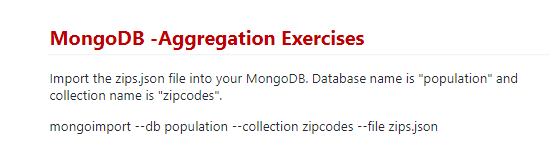 MongoDB -Aggregation Exercises
Import the zips.json file into your MongoDB. Database name is "population" and
collection name is "zipcodes".
mongoimport --db population --collection zipcodes --file zips.json